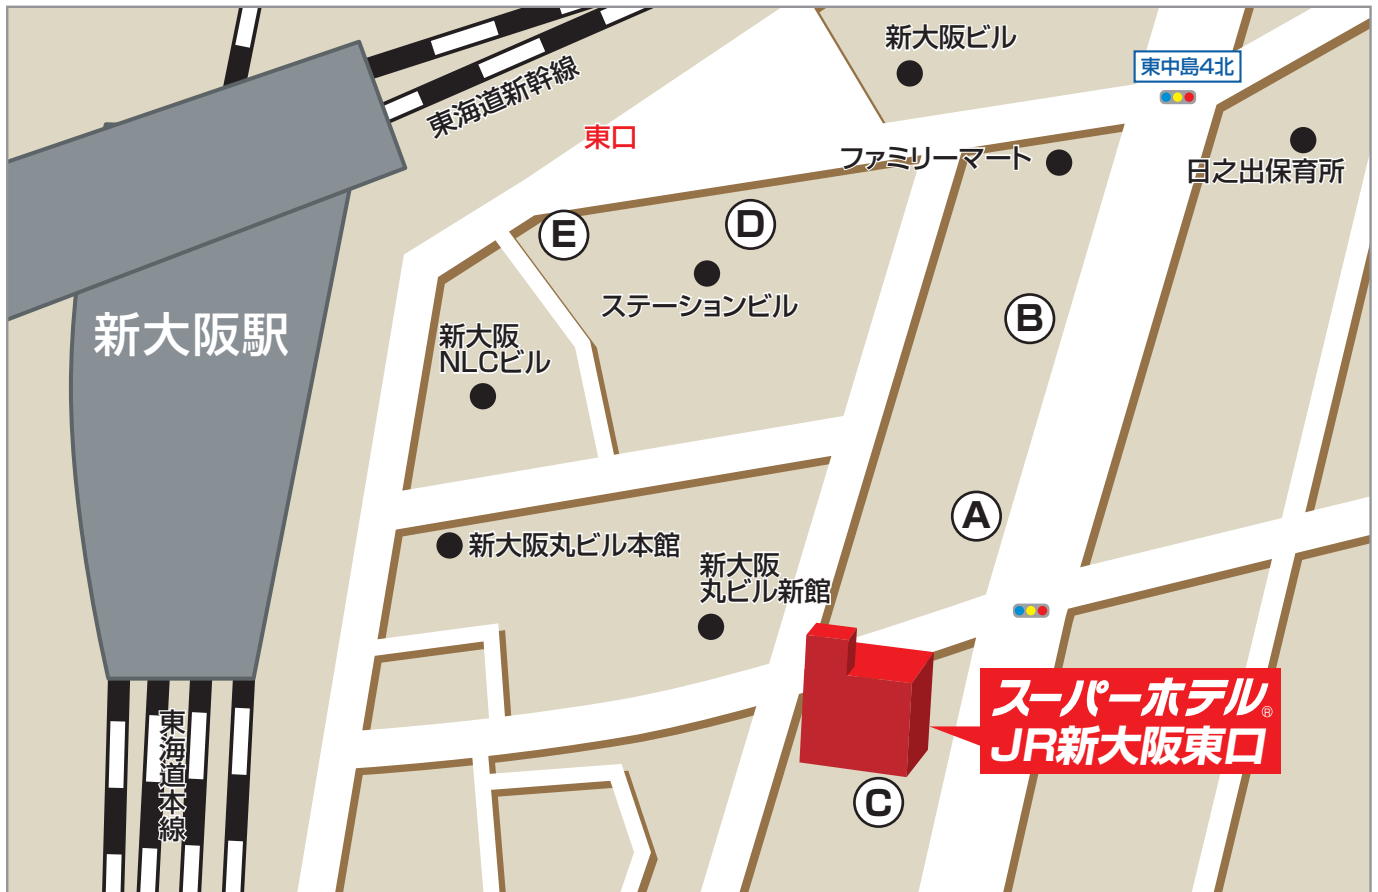 新大阪ビル
東中島4北
東海道新幹線
東口
ファミリーマート
日之出保育所
E
D
ステーションビル
B
新大阪駅
新大阪
NLCビル
A
新大阪丸ビル本館
新大阪
丸ビル新館
スーパーホテル®
JR新大阪東口
東海道本線
C